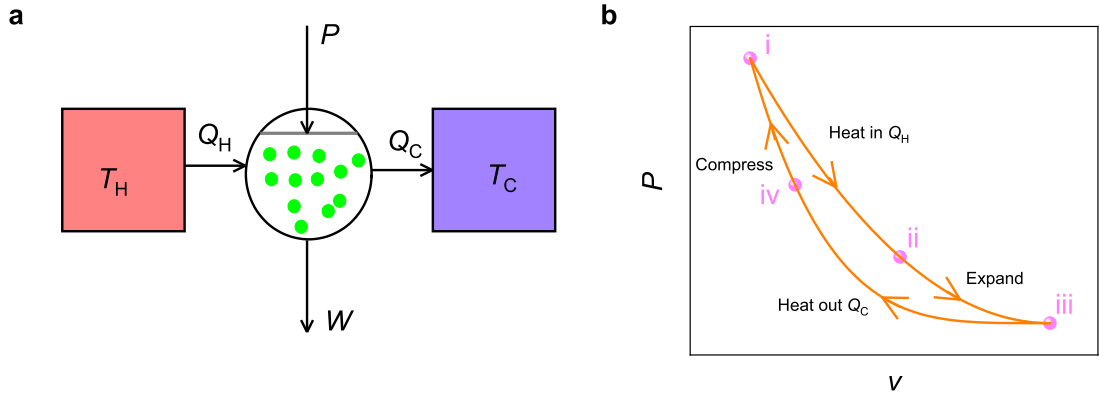 a
P
T_H
Q_H
Q_C
T_C
W
b
i
Heat in Q_H
Compress
iv
ii
Expand
Heat out Q_C
iii
P
v